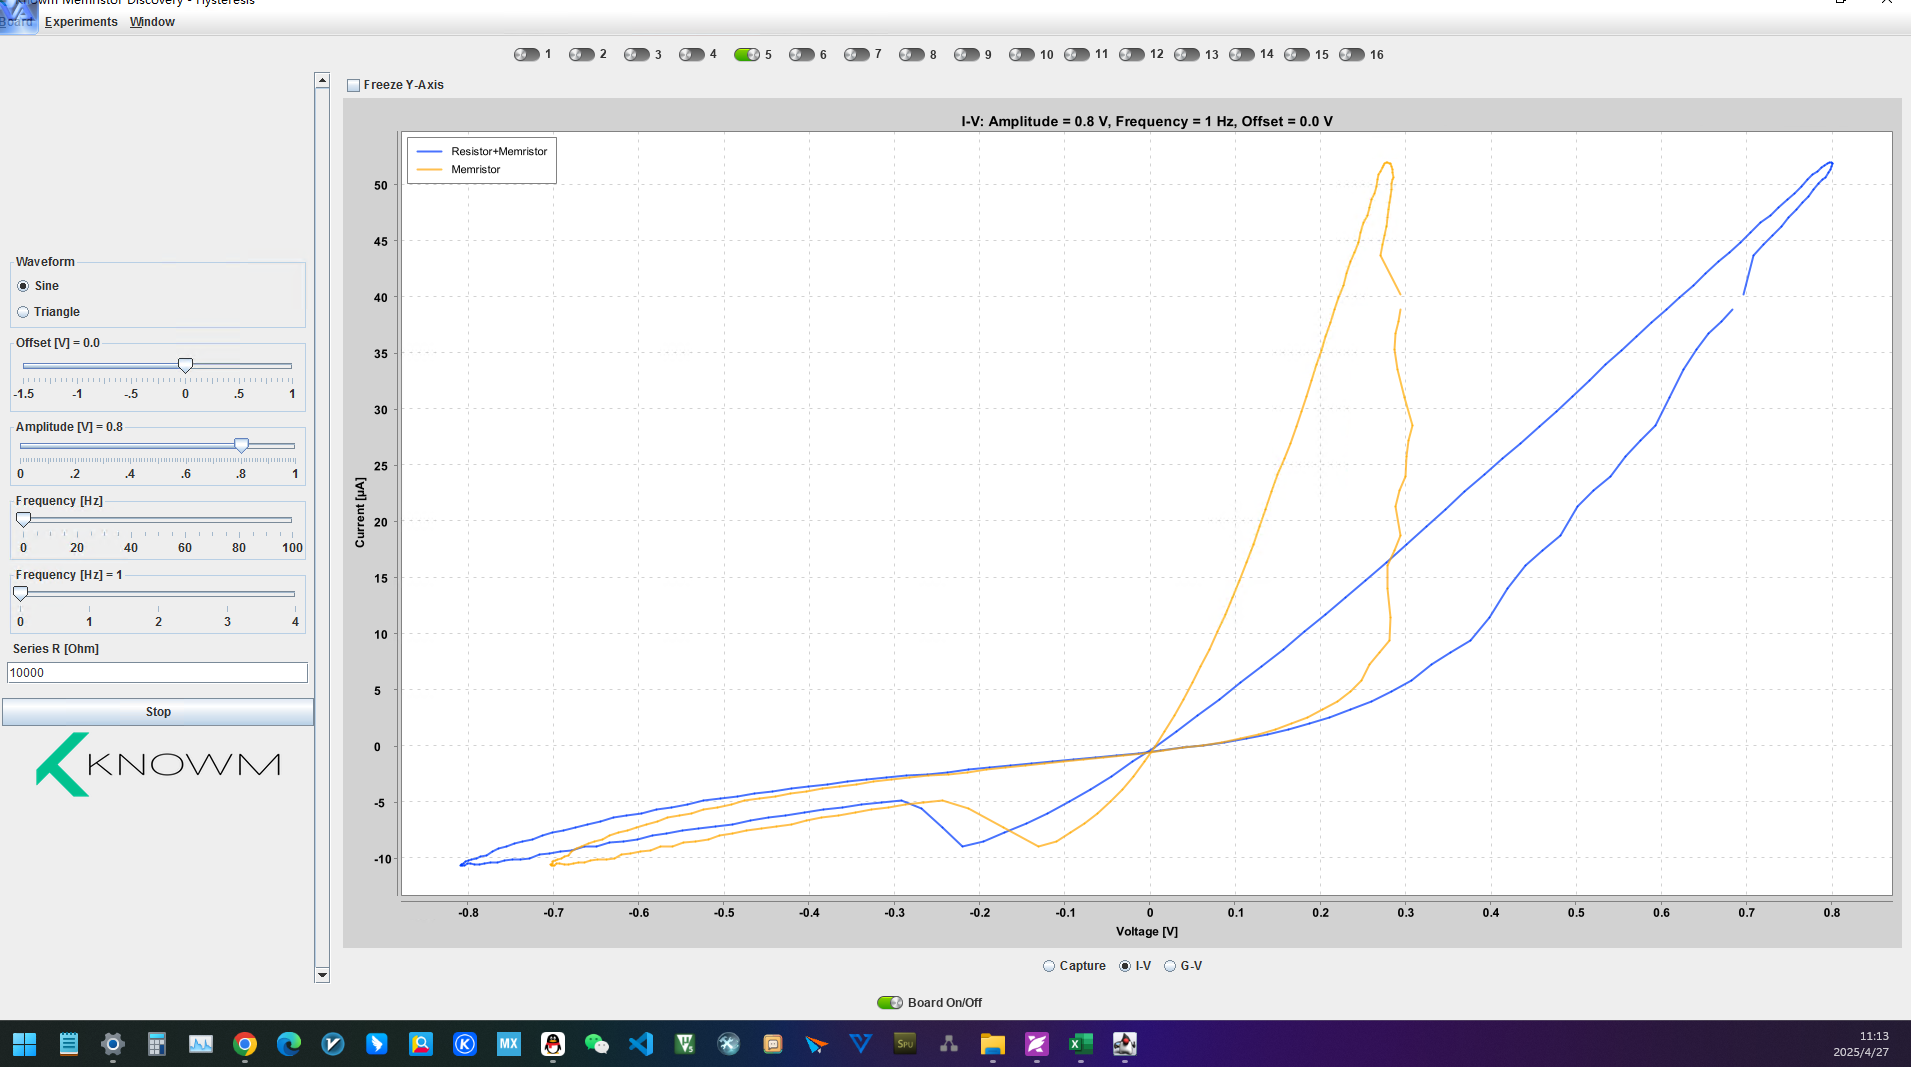 Knowm Memristor Discovery - Hysteresis
Board Experiments Window
1 2 3 4 5 6 7 8 9 10 11 12 13 14 15 16
Freeze Y-Axis
I-V: Amplitude = 0.8 V, Frequency = 1 Hz, Offset = 0.0 V
Resistor+Memristor
Memristor
50
45
40
35
30
25
20
15
10
5
0
-5
-10
Current [µA]
-0.8 -0.7 -0.6 -0.5 -0.4 -0.3 -0.2 -0.1 0 0.1 0.2 0.3 0.4 0.5 0.6 0.7 0.8
Voltage [V]
Waveform
Sine
Triangle
Offset [V] = 0.0
-1.5 -1 -.5 0 .5 1
Amplitude [V] = 0.8
0 .2 .4 .6 .8 1
Frequency [Hz]
0 20 40 60 80 100
Frequency [Hz] = 1
0 1 2 3 4
Series R [Ohm]
10000
Stop
KNOWM
Capture I-V G-V
Board On/Off
MX
SPU
11:13
2025/4/27